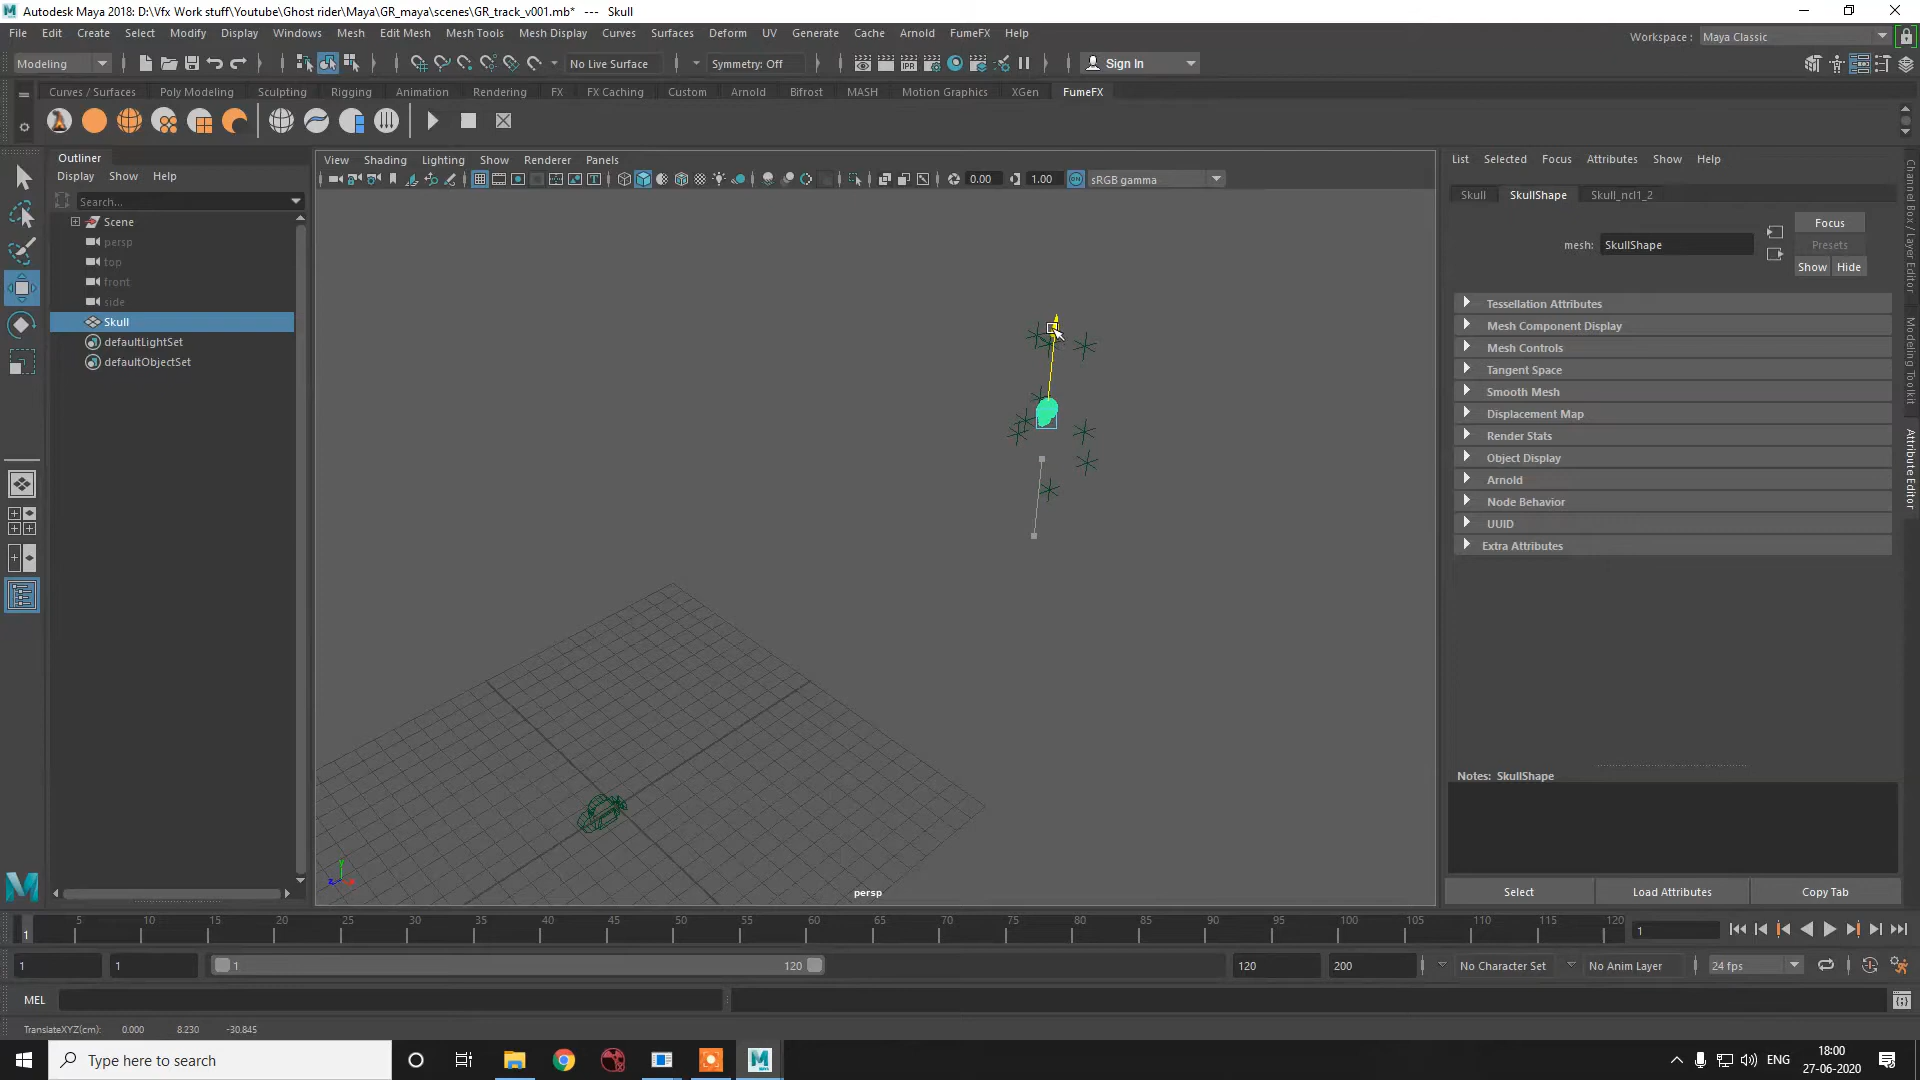 Autodesk Maya 2018: D:\Vfx Work stuff\Youtube\Ghost rider\Maya\GR_maya\scenes\GR_track_v001.mb* --- Skull
File Edit Create Select Modify Display Windows Mesh Edit Mesh Mesh Tools Mesh Display Curves Surfaces Deform UV Generate Cache Arnold FumeFX Help
Workspace : Maya Classic
Modeling No Live Surface Symmetry: Off Sign In
Curves / Surfaces Poly Modeling Sculpting Rigging Animation Rendering FX FX Caching Custom Arnold Bifrost MASH Motion Graphics XGen FumeFX
Outliner
Display Show Help
Search...
Scene
persp
top
front
side
Skull
defaultLightSet
defaultObjectSet
View Shading Lighting Show Renderer Panels
0.00 1.00 sRGB gamma
persp
List Selected Focus Attributes Show Help
Skull SkullShape Skull_ncl1_2
mesh: SkullShape
Focus
Presets
Show Hide
Tessellation Attributes
Mesh Component Display
Mesh Controls
Tangent Space
Smooth Mesh
Displacement Map
Render Stats
Object Display
Arnold
Node Behavior
UUID
Extra Attributes
Notes: SkullShape
Select Load Attributes Copy Tab
Channel Box / Layer Editor
Modeling Toolkit
Attribute Editor
1 5 10 15 20 25 30 35 40 45 50 55 60 65 70 75 80 85 90 95 100 105 110 115 120 1
1 1 1 120 120 200 No Character Set No Anim Layer 24 fps
MEL
TranslateXYZ(cm): 0.000 8.230 -30.845
Type here to search
ENG
18:00
27-06-2020